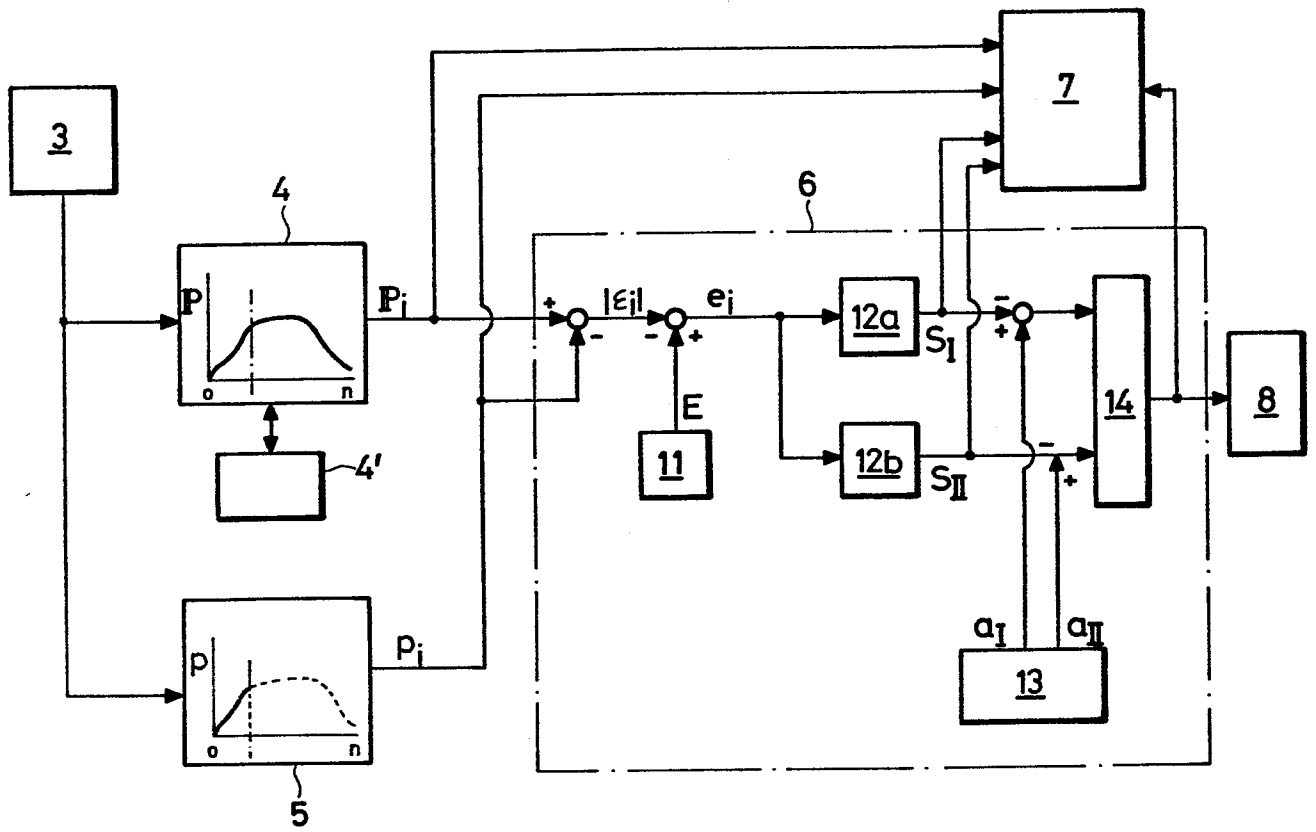 7
3
6
4
ℙ
o
n
ℙi
+
-
|εi|
-
+
ei
12a
SI
-
+
14
8
E
11
12b
SII
-
+
4'
p
o
n
pi
aI
aII
13
5